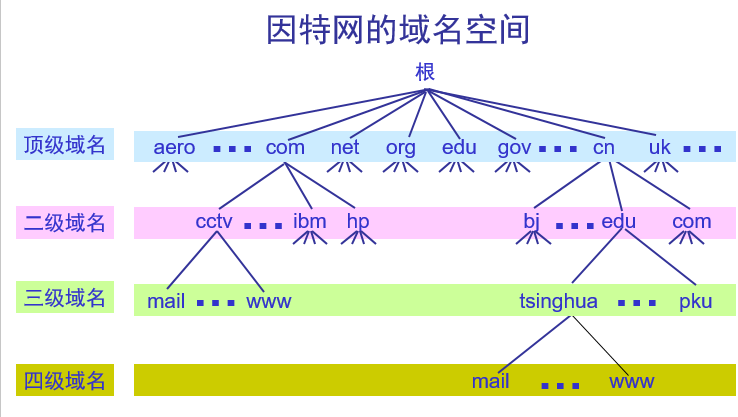 因特网的域名空间
根
顶级域名 aero ... com net org edu gov ... cn uk ...
二级域名 cctv ... ibm hp bj ... edu com
三级域名 mail ... www tsinghua ... pku
四级域名 mail ... www